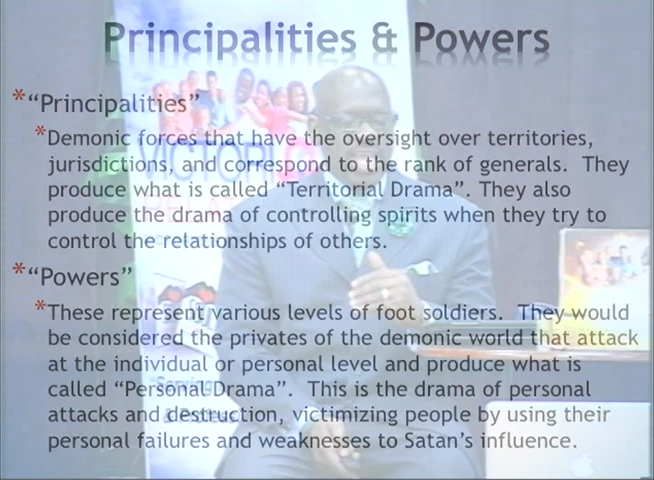 Principalities & Powers
*“Principalities”
*Demonic forces that have the oversight over territories,
jurisdictions, and correspond to the rank of generals.  They
produce what is called “Territorial Drama”. They also
produce the drama of controlling spirits when they try to
control the relationships of others.
*“Powers”
*These represent various levels of foot soldiers.  They would
be considered the privates of the demonic world that attack
at the individual or personal level and produce what is
called “Personal Drama”.  This is the drama of personal
attacks and destruction, victimizing people by using their
personal failures and weaknesses to Satan’s influence.